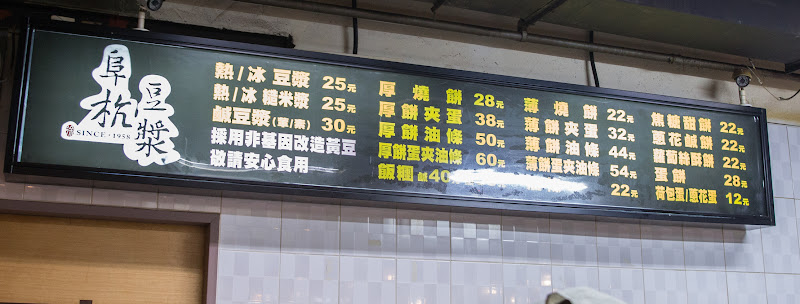 阜杭豆漿
SINCE·1958
熱/冰 豆漿 25元
熱/冰 糙米漿 25元
鹹豆漿(葷/素) 30元
採用非基因改造黃豆
敬請安心食用
厚燒餅 28元
厚餅夾蛋 38元
厚餅油條 50元
厚餅蛋夾油條 60元
飯糰 鹹40
薄燒餅 22元
薄餅夾蛋 32元
薄餅油條 44元
薄餅蛋夾油條 54元
22元
焦糖甜餅 22元
蔥花鹹餅 22元
蘿蔔絲酥餅 22元
蛋餅 28元
荷包蛋/蔥花蛋 12元